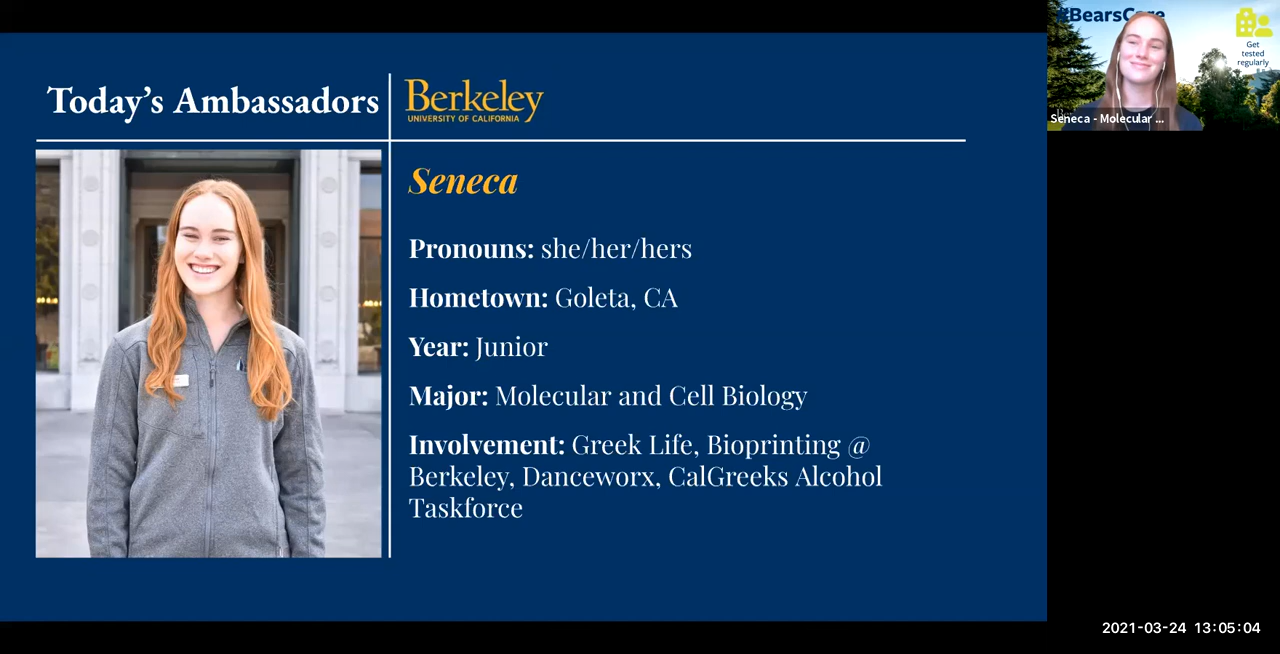 Today's Ambassadors
Berkeley
UNIVERSITY OF CALIFORNIA
Seneca
Pronouns: she/her/hers
Hometown: Goleta, CA
Year: Junior
Major: Molecular and Cell Biology
Involvement: Greek Life, Bioprinting @
Berkeley, Danceworx, CalGreeks Alcohol
Taskforce
Get
tested
regularly
Seneca - Molecular ...
2021-03-24 13:05:04